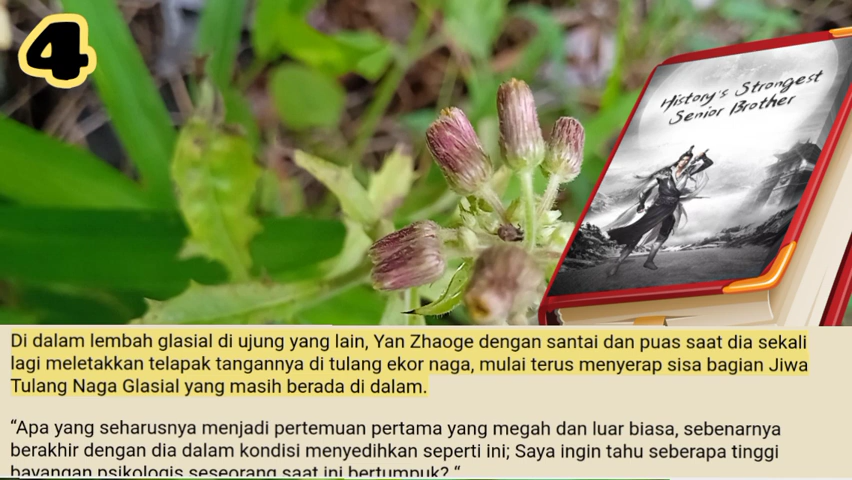 4
History's Strongest
Senior Brother
Di dalam lembah glasial di ujung yang lain, Yan Zhaoge dengan santai dan puas saat dia sekali
lagi meletakkan telapak tangannya di tulang ekor naga, mulai terus menyerap sisa bagian Jiwa
Tulang Naga Glasial yang masih berada di dalam.
“Apa yang seharusnya menjadi pertemuan pertama yang megah dan luar biasa, sebenarnya
berakhir dengan dia dalam kondisi menyedihkan seperti ini; Saya ingin tahu seberapa tinggi
bayangan psikologis seseorang saat ini bertumpuk? “